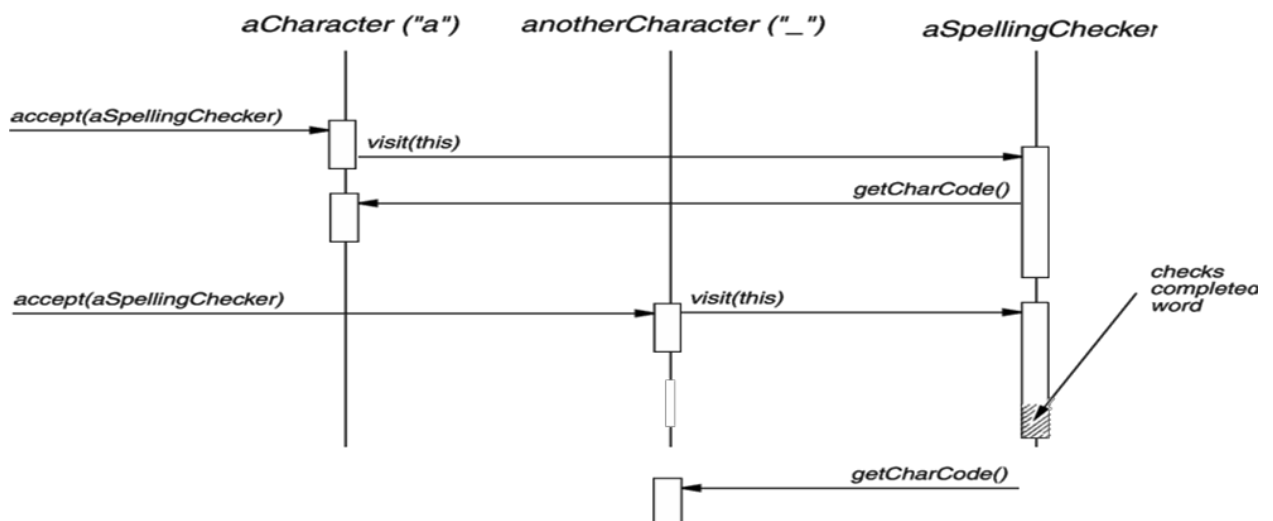 aCharacter ("a")
anotherCharacter ("_")
aSpellingChecker
accept(aSpellingChecker)
visit(this)
getCharCode()
accept(aSpellingChecker)
visit(this)
checks
completed
word
getCharCode()